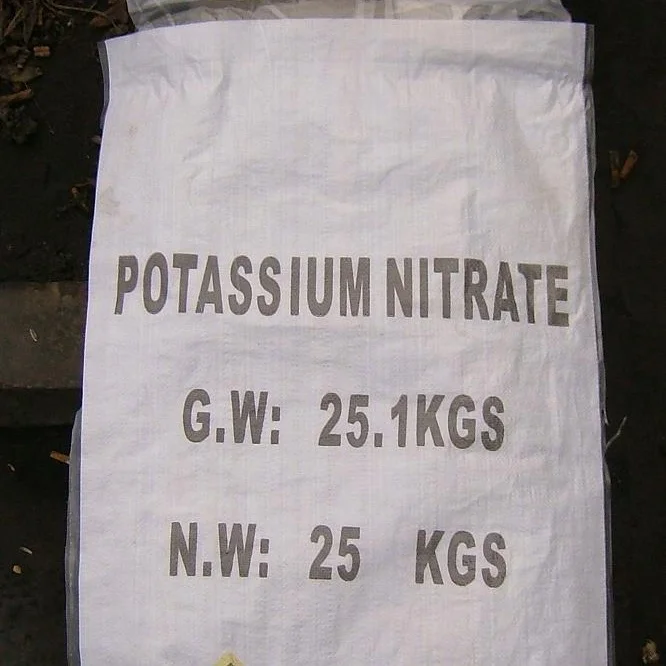 POTASSIUM NITRATE
G.W: 25.1KGS
N.W: 25 KGS